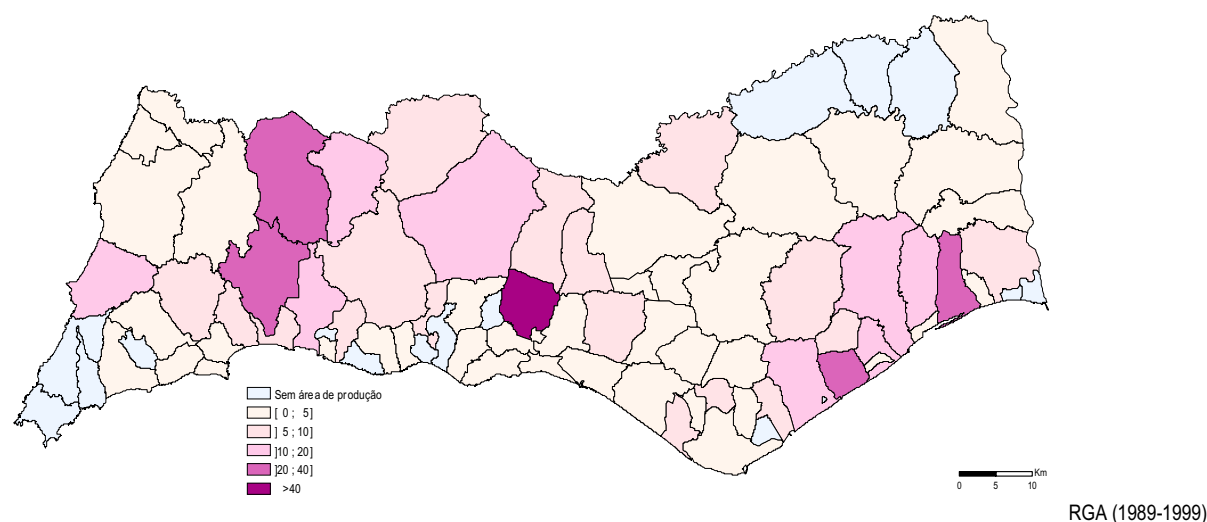 Sem área de produção
[ 0 ; 5]
] 5 ; 10]
]10 ; 20]
]20 ; 40]
>40
Km
0 5 10
RGA (1989-1999)